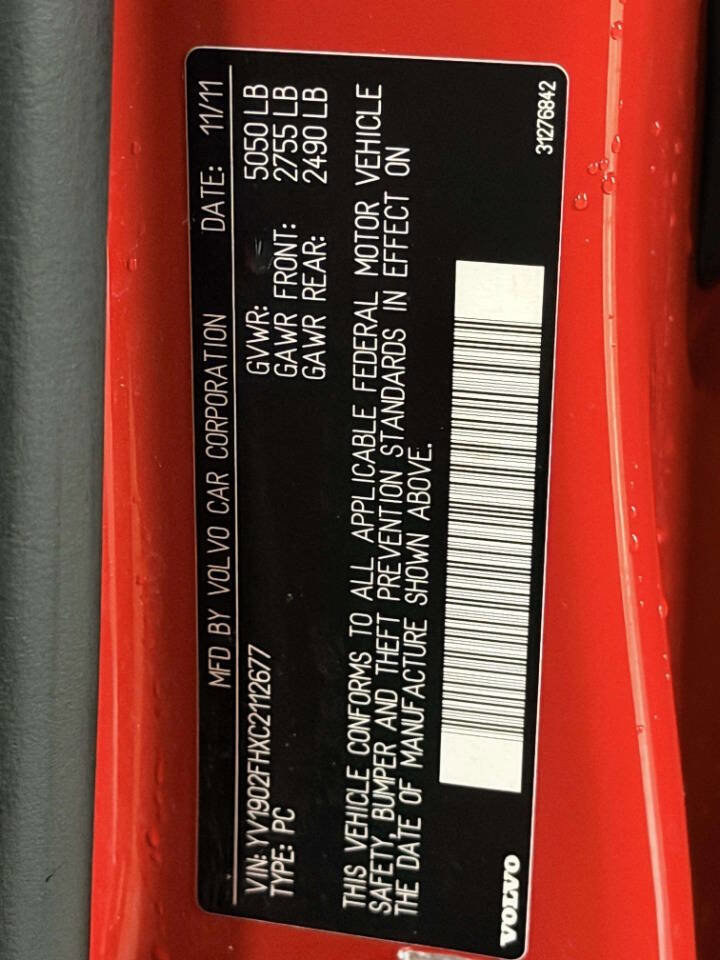 MFD BY VOLVO CAR CORPORATION DATE: 11/11
VIN: YV1902FHXC2112677 GVWR: 5050 LB
TYPE: PC GAWR FRONT: 2755 LB
GAWR REAR: 2490 LB
THIS VEHICLE CONFORMS TO ALL APPLICABLE FEDERAL MOTOR VEHICLE
SAFETY, BUMPER AND THEFT PREVENTION STANDARDS IN EFFECT ON
THE DATE OF MANUFACTURE SHOWN ABOVE.
VOLVO 31276842